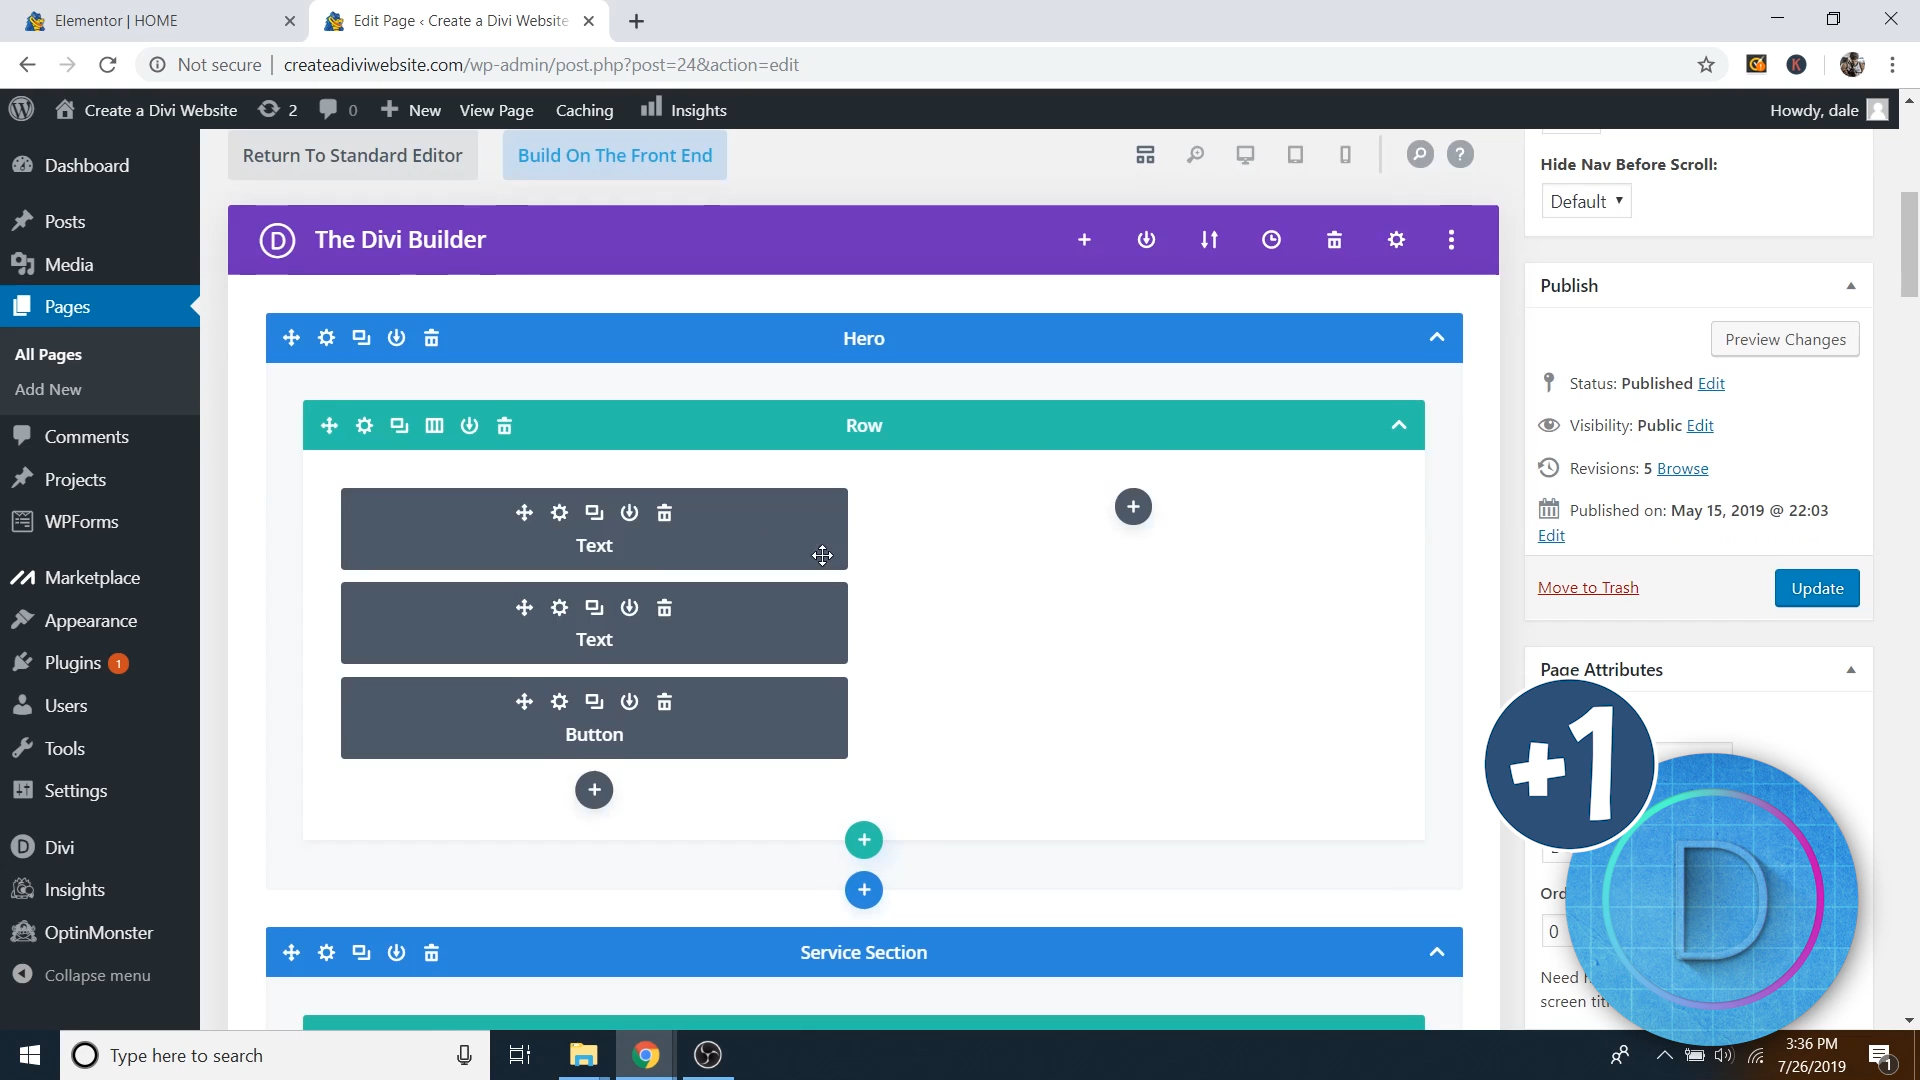 Elementor | HOME
Edit Page ‹ Create a Divi Website
Not secure | createadiviwebsite.com/wp-admin/post.php?post=24&action=edit
K
Create a Divi Website
2
0
New
View Page
Caching
Insights
Howdy, dale
Dashboard
Posts
Media
Pages
All Pages
Add New
Comments
Projects
WPForms
Marketplace
Appearance
Plugins 1
Users
Tools
Settings
Divi
Insights
OptinMonster
Collapse menu
Return To Standard Editor
Build On The Front End
?
D
The Divi Builder
Hero
Row
Text
Text
Button
Service Section
Hide Nav Before Scroll:
Default
Publish
Preview Changes
Status: Published Edit
Visibility: Public Edit
Revisions: 5 Browse
Published on: May 15, 2019 @ 22:03
Edit
Move to Trash
Update
Page Attributes
+1
D
0
Need
screen
Type here to search
3:36 PM
7/26/2019
1